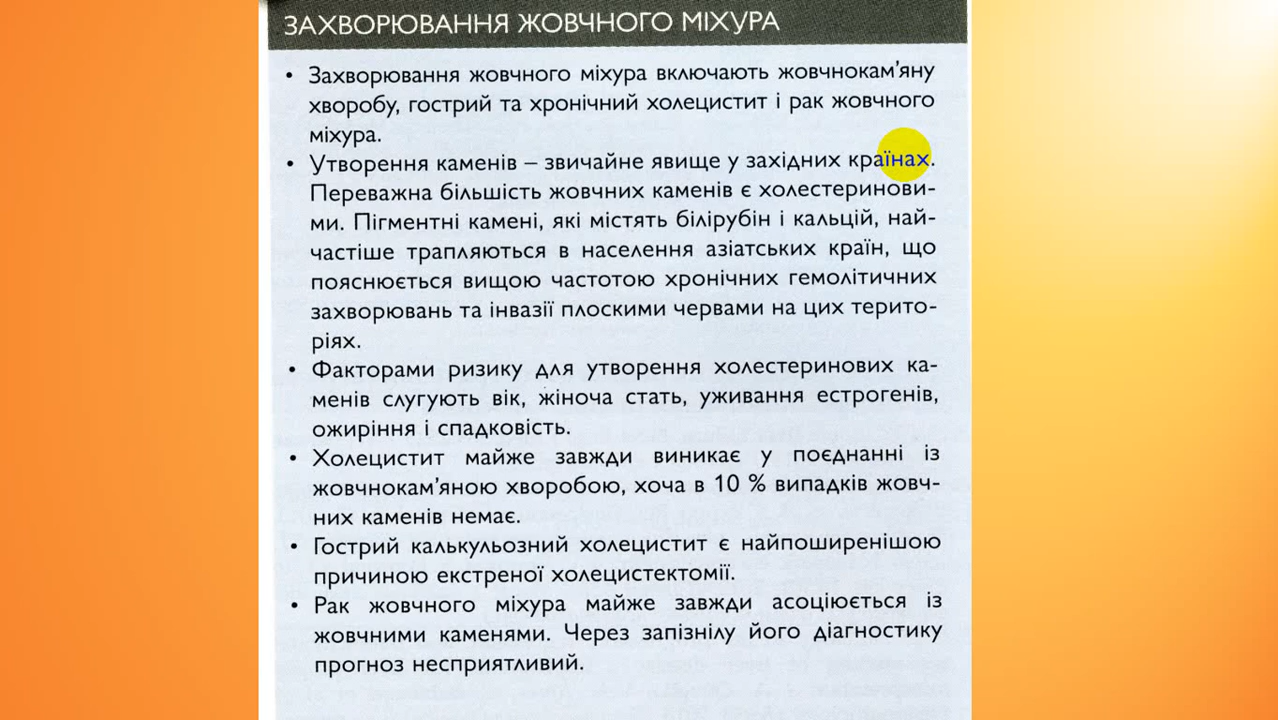 ЗАХВОРЮВАННЯ ЖОВЧНОГО МІХУРА
• Захворювання жовчного міхура включають жовчнокам’яну
хворобу, гострий та хронічний холецистит і рак жовчного
міхура.
• Утворення каменів – звичайне явище у західних країнах.
Переважна більшість жовчних каменів є холестеринови-
ми. Пігментні камені, які містять білірубін і кальцій, най-
частіше трапляються в населення азіатських країн, що
пояснюється вищою частотою хронічних гемолітичних
захворювань та інвазії плоскими червами на цих терито-
ріях.
• Факторами ризику для утворення холестеринових ка-
менів слугують вік, жіноча стать, уживання естрогенів,
ожиріння і спадковість.
• Холецистит майже завжди виникає у поєднанні із
жовчнокам’яною хворобою, хоча в 10 % випадків жовч-
них каменів немає.
• Гострий калькульозний холецистит є найпоширенішою
причиною екстреної холецистектомії.
• Рак жовчного міхура майже завжди асоціюється із
жовчними каменями. Через запізнілу його діагностику
прогноз несприятливий.